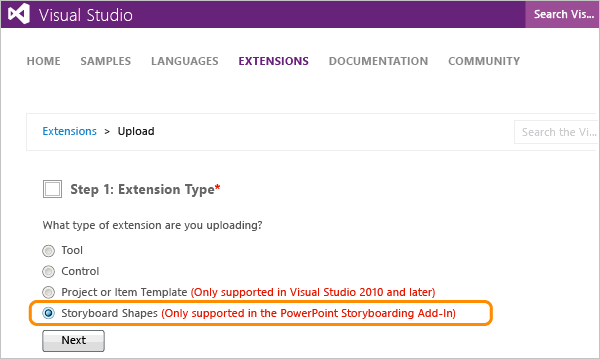 Visual Studio
Search Vis...
HOME SAMPLES LANGUAGES EXTENSIONS DOCUMENTATION COMMUNITY
Extensions > Upload
Search the Vi
Step 1: Extension Type*
What type of extension are you uploading?
Tool
Control
Project or Item Template (Only supported in Visual Studio 2010 and later)
Storyboard Shapes (Only supported in the PowerPoint Storyboarding Add-In)
Next